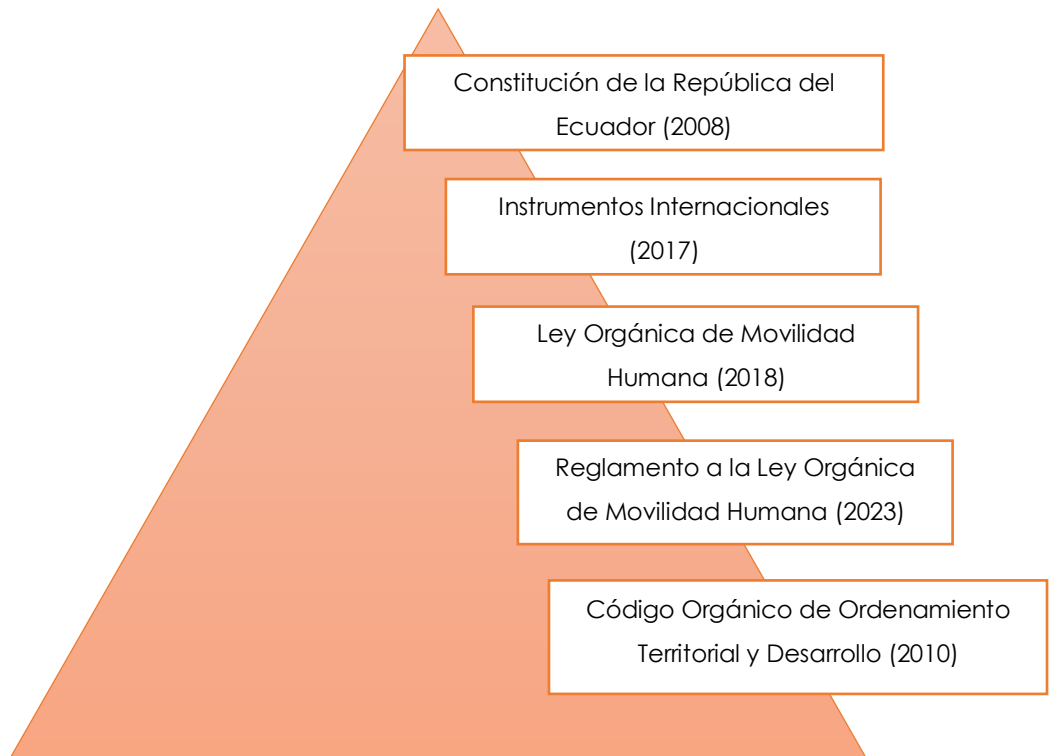 Constitución de la República del
Ecuador (2008)
Instrumentos Internacionales
(2017)
Ley Orgánica de Movilidad
Humana (2018)
Reglamento a la Ley Orgánica
de Movilidad Humana (2023)
Código Orgánico de Ordenamiento
Territorial y Desarrollo (2010)